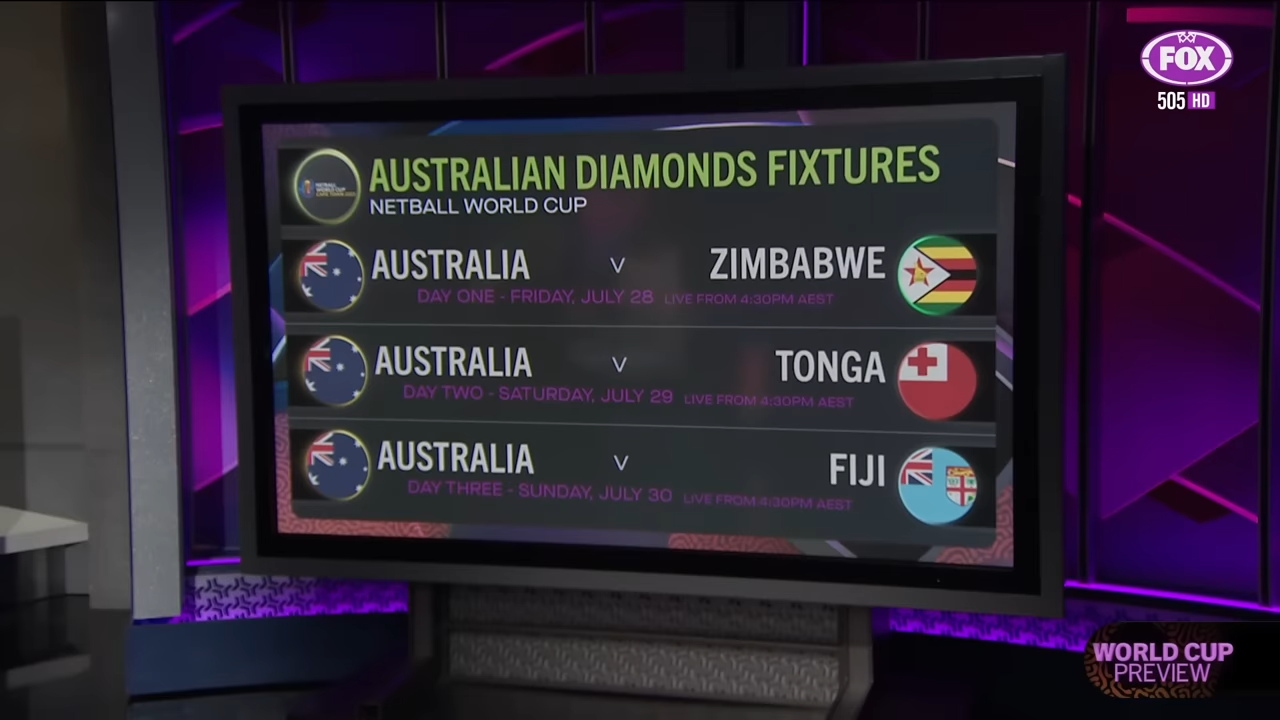 FOX
505 HD
AUSTRALIAN DIAMONDS FIXTURES
NETBALL WORLD CUP
AUSTRALIA V ZIMBABWE
DAY ONE - FRIDAY, JULY 28 LIVE FROM 4:30PM AEST
AUSTRALIA V TONGA
DAY TWO - SATURDAY, JULY 29 LIVE FROM 4:30PM AEST
AUSTRALIA V FIJI
DAY THREE - SUNDAY, JULY 30 LIVE FROM 4:30PM AEST
WORLD CUP
PREVIEW